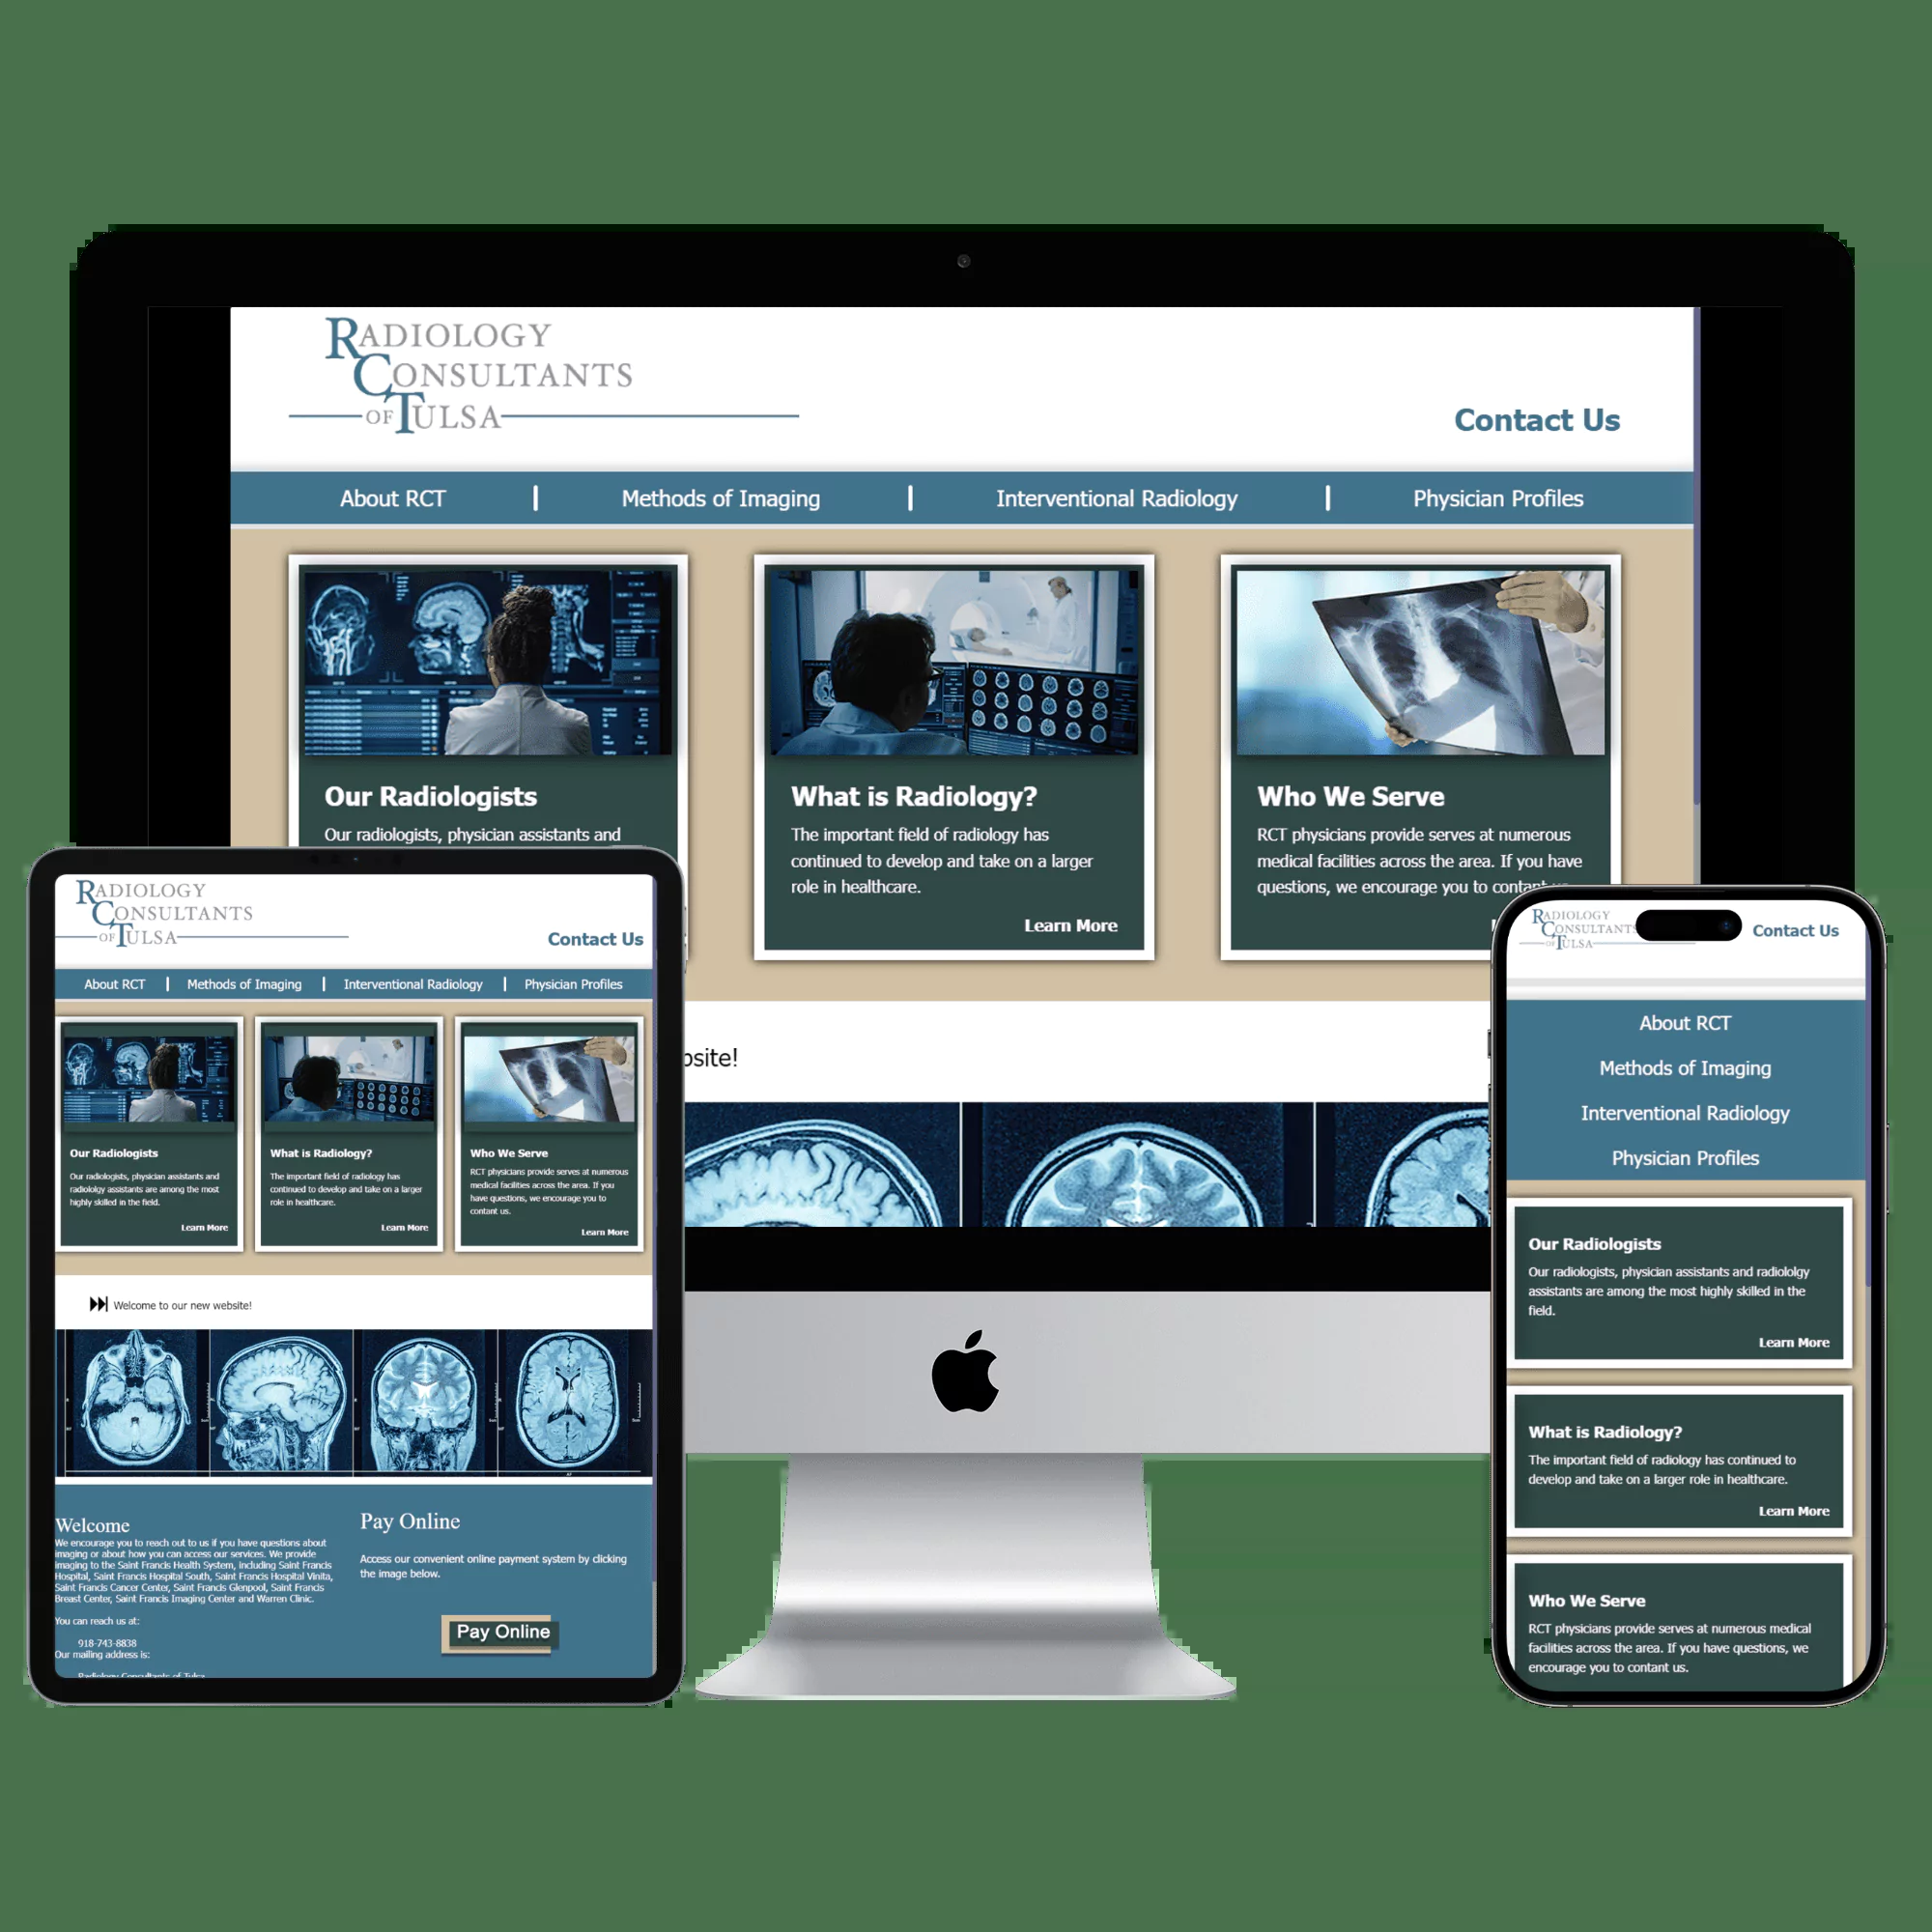 RADIOLOGY
CONSULTANTS
OF TULSA
Contact Us
About RCT
Methods of Imaging
Interventional Radiology
Physician Profiles
Our Radiologists
Our radiologists, physician assistants and
What is Radiology?
The important field of radiology has
continued to develop and take on a larger
role in healthcare.
Learn More
Who We Serve
RCT physicians provide serves at numerous
medical facilities across the area. If you have
questions, we encourage you to contant
RADIOLOGY
CONSULTANTS
OF TULSA
Contact Us
About RCT
Methods of Imaging
Interventional Radiology
Physician Profiles
Our Radiologists
Our radiologists, physician assistants and
radiololgy assistants are among the most
highly skilled in the field.
Learn More
What is Radiology?
The important field of radiology has
continued to develop and take on a larger
role in healthcare.
Learn More
Who We Serve
RCT physicians provide serves at numerous
medical facilities across the area. If you
have questions, we encourage you to
contant us.
Learn More
Welcome to our new website!
Welcome
We encourage you to reach out to us if you have questions about
imaging or about how you can access our services. We provide
imaging to the Saint Francis Health System, including Saint Francis
Hospital, Saint Francis Hospital South, Saint Francis Hospital Vinita,
Saint Francis Cancer Center, Saint Francis Glenpool, Saint Francis
Breast Center, Saint Francis Imaging Center and Warren Clinic.
You can reach us at:
918-743-8838
Our mailing address is:
Radiology Consultants of Tulsa
Pay Online
Access our convenient online payment system by clicking
the image below.
Pay Online
bsite!
RADIOLOGY
CONSULTANTS
OF TULSA
Contact Us
About RCT
Methods of Imaging
Interventional Radiology
Physician Profiles
Our Radiologists
Our radiologists, physician assistants and radiololgy
assistants are among the most highly skilled in the
field.
Learn More
What is Radiology?
The important field of radiology has continued to
develop and take on a larger role in healthcare.
Learn More
Who We Serve
RCT physicians provide serves at numerous medical
facilities across the area. If you have questions, we
encourage you to contant us.